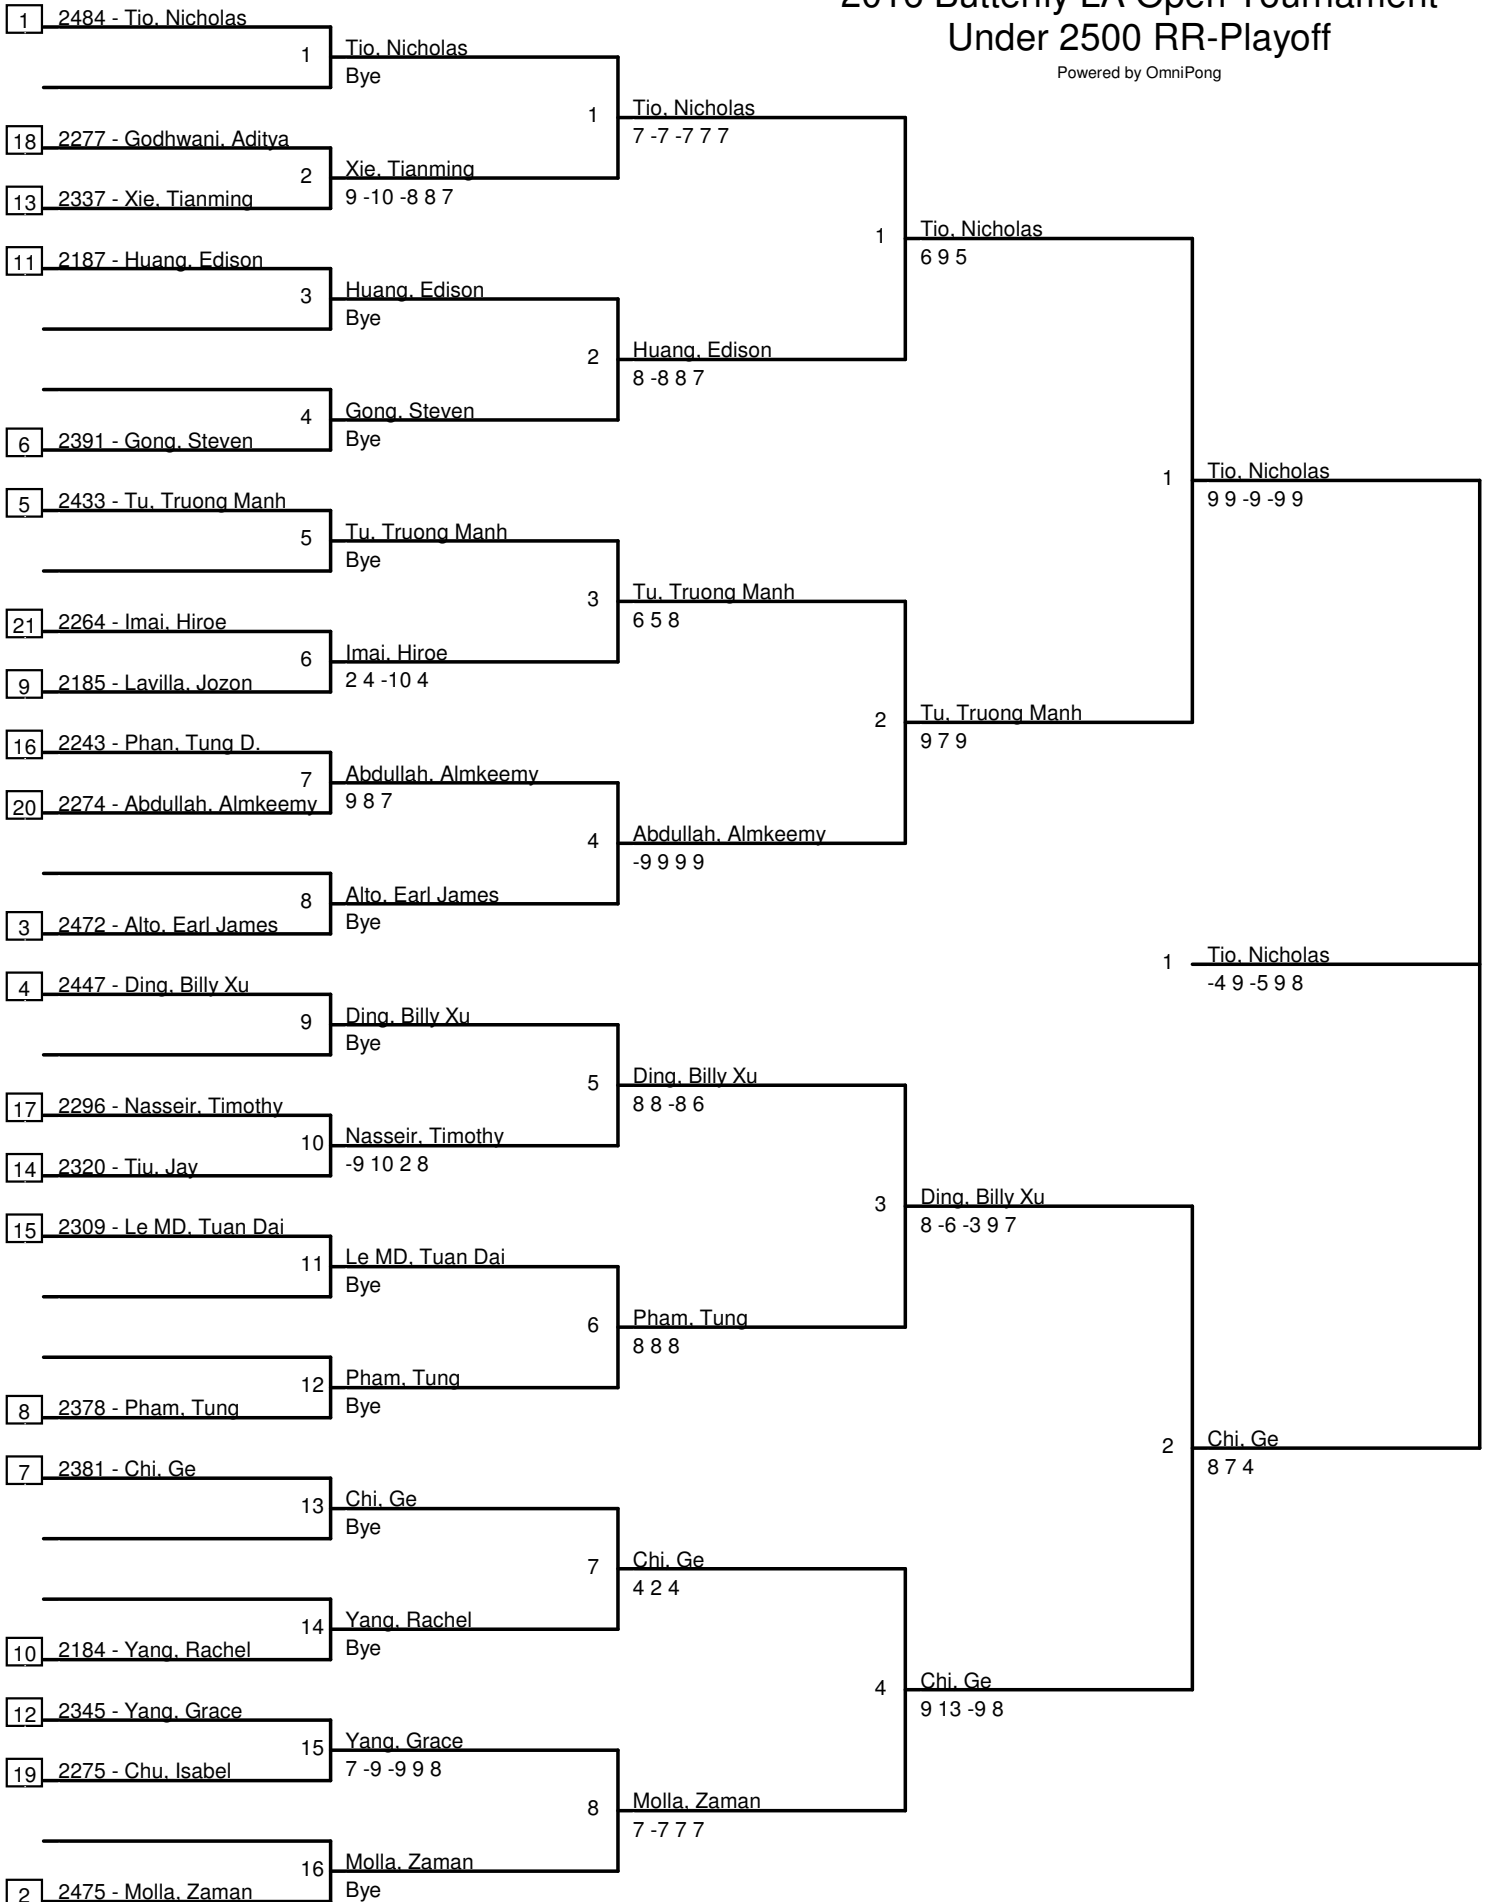 2016 Butterfly LA Open Tournament
Under 2500 RR-Playoff
Powered by OmniPong
1 2484 - Tio, Nicholas
1 Tio, Nicholas
Bye
1 Tio, Nicholas
7 -7 -7 7 7
18 2277 - Godhwani, Aditya
2 Xie, Tianming
9 -10 -8 8 7
13 2337 - Xie, Tianming
1 Tio, Nicholas
6 9 5
11 2187 - Huang, Edison
3 Huang, Edison
Bye
2 Huang, Edison
8 -8 8 7
4 Gong, Steven
Bye
6 2391 - Gong, Steven
1 Tio, Nicholas
9 9 -9 -9 9
5 2433 - Tu, Truong Manh
5 Tu, Truong Manh
Bye
3 Tu, Truong Manh
6 5 8
21 2264 - Imai, Hiroe
6 Imai, Hiroe
2 4 -10 4
9 2185 - Lavilla, Jozon
2 Tu, Truong Manh
9 7 9
16 2243 - Phan, Tung D.
7 Abdullah, Almkeemy
9 8 7
20 2274 - Abdullah, Almkeemy
4 Abdullah, Almkeemy
-9 9 9 9
8 Alto, Earl James
Bye
3 2472 - Alto, Earl James
1 Tio, Nicholas
-4 9 -5 9 8
4 2447 - Ding, Billy Xu
9 Ding, Billy Xu
Bye
5 Ding, Billy Xu
8 8 -8 6
17 2296 - Nasseir, Timothy
10 Nasseir, Timothy
-9 10 2 8
14 2320 - Tiu, Jay
3 Ding, Billy Xu
8 -6 -3 9 7
15 2309 - Le MD, Tuan Dai
11 Le MD, Tuan Dai
Bye
6 Pham, Tung
8 8 8
12 Pham, Tung
Bye
8 2378 - Pham, Tung
2 Chi, Ge
8 7 4
7 2381 - Chi, Ge
13 Chi, Ge
Bye
7 Chi, Ge
4 2 4
14 Yang, Rachel
Bye
10 2184 - Yang, Rachel
4 Chi, Ge
9 13 -9 8
12 2345 - Yang, Grace
15 Yang, Grace
7 -9 -9 9 8
19 2275 - Chu, Isabel
8 Molla, Zaman
7 -7 7 7
16 Molla, Zaman
Bye
2 2475 - Molla, Zaman